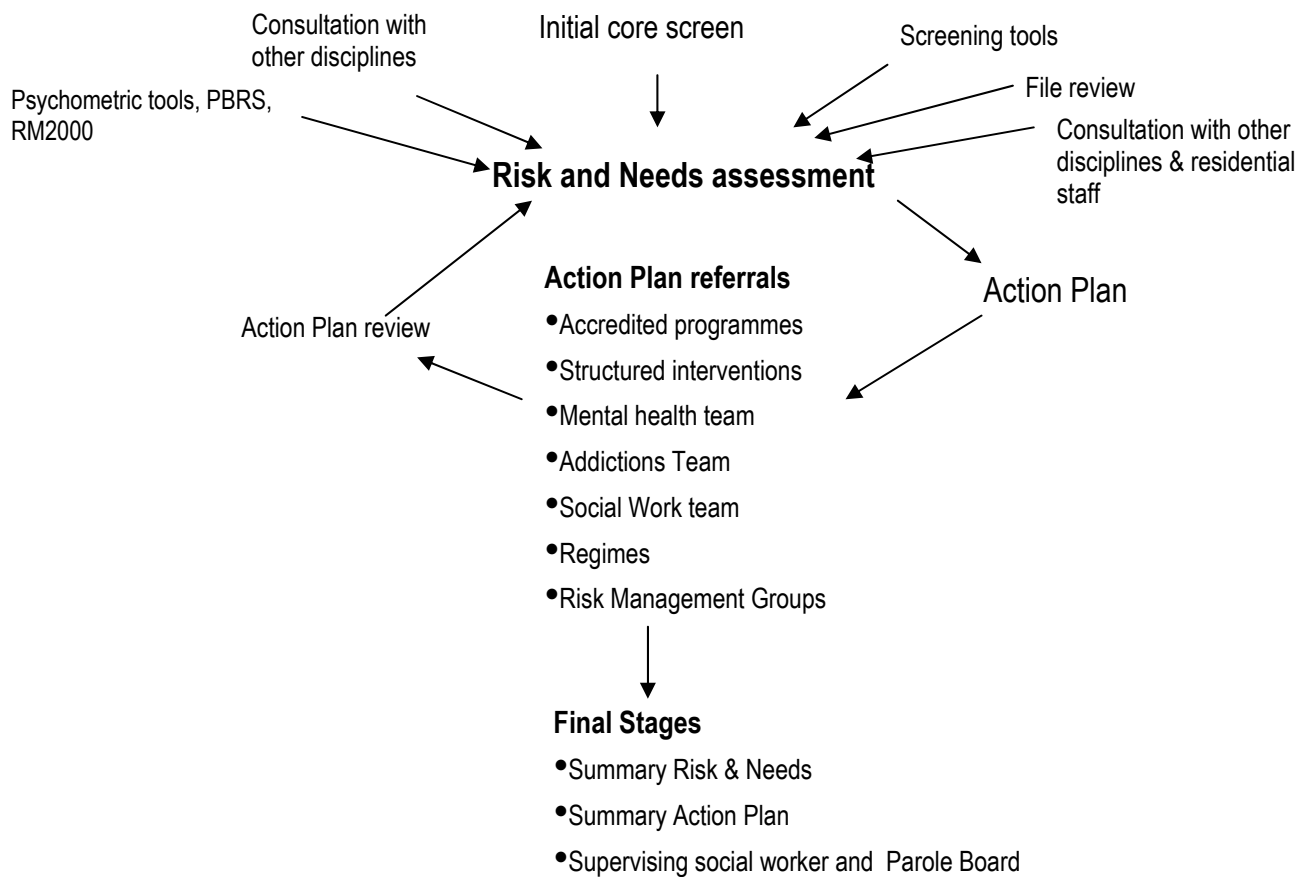 Consultation with
other disciplines
Initial core screen
Screening tools
Psychometric tools, PBRS,
RM2000
File review
Consultation with other
disciplines & residential
staff
Risk and Needs assessment
Action Plan referrals
•Accredited programmes
•Structured interventions
•Mental health team
•Addictions Team
•Social Work team
•Regimes
•Risk Management Groups
Action Plan
Action Plan review
Final Stages
•Summary Risk & Needs
•Summary Action Plan
•Supervising social worker and Parole Board